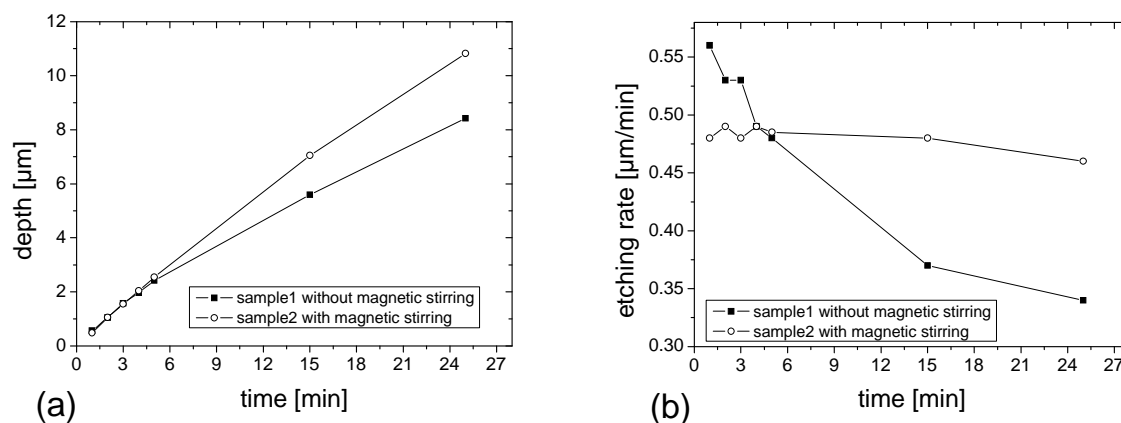 12
10
8
6
4
2
0
depth [µm]
sample1 without magnetic stirring
sample2 with magnetic stirring
0 3 6 9 12 15 18 21 24 27
time [min]
(a)
0.55
0.50
0.45
0.40
0.35
0.30
etching rate [µm/min]
sample1 without magnetic stirring
sample2 with magnetic stirring
0 3 6 9 12 15 18 21 24 27
time [min]
(b)